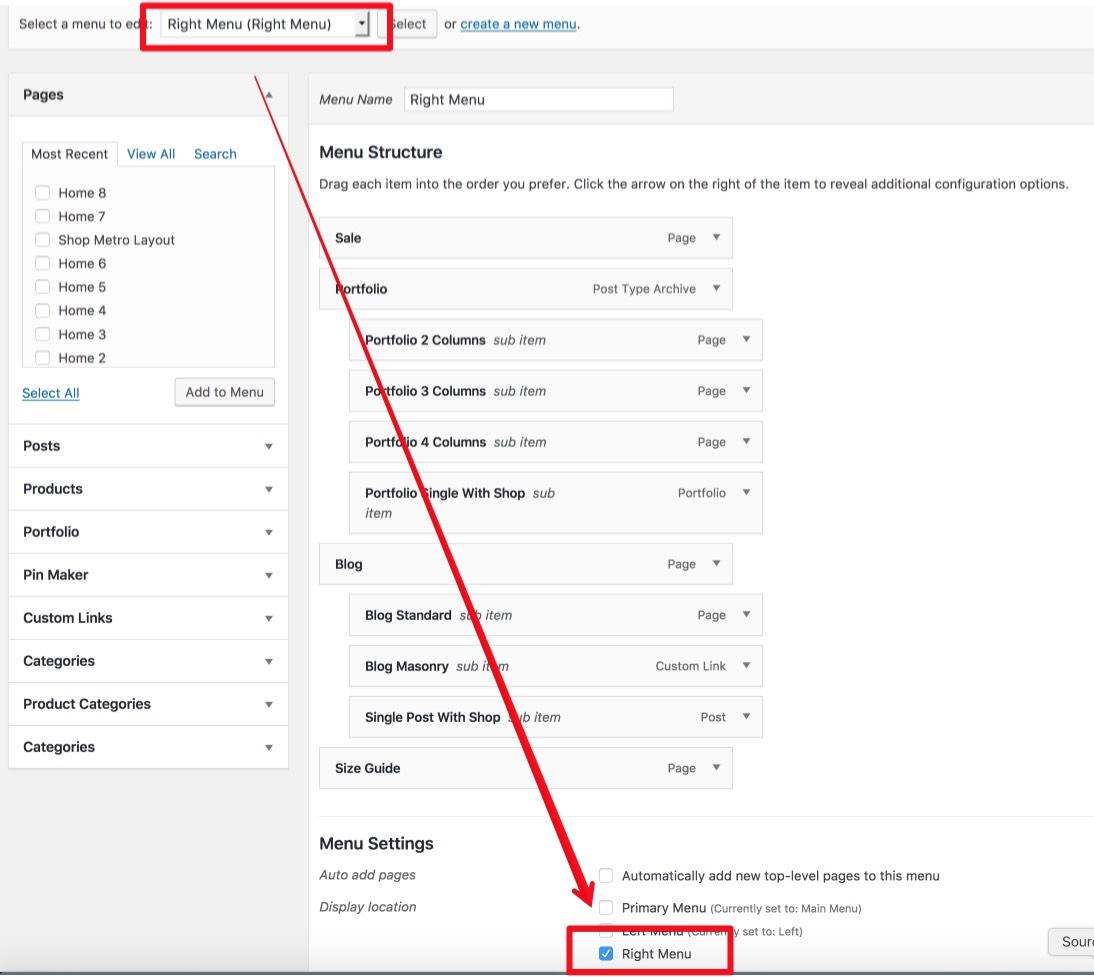 Select a menu to edit: Right Menu (Right Menu) Select or create a new menu.
Pages
Most Recent View All Search
Home 8
Home 7
Shop Metro Layout
Home 6
Home 5
Home 4
Home 3
Home 2
Select All Add to Menu
Posts
Products
Portfolio
Pin Maker
Custom Links
Categories
Product Categories
Categories
Menu Name Right Menu
Menu Structure
Drag each item into the order you prefer. Click the arrow on the right of the item to reveal additional configuration options.
Sale Page
Portfolio Post Type Archive
Portfolio 2 Columns sub item Page
Portfolio 3 Columns sub item Page
Portfolio 4 Columns sub item Page
Portfolio Single With Shop sub Portfolio
item
Blog Page
Blog Standard sub item Page
Blog Masonry sub item Custom Link
Single Post With Shop sub item Post
Size Guide Page
Menu Settings
Auto add pages Automatically add new top-level pages to this menu
Display location Primary Menu (Currently set to: Main Menu)
Left Menu (Currently set to: Left)
Right Menu
Sour